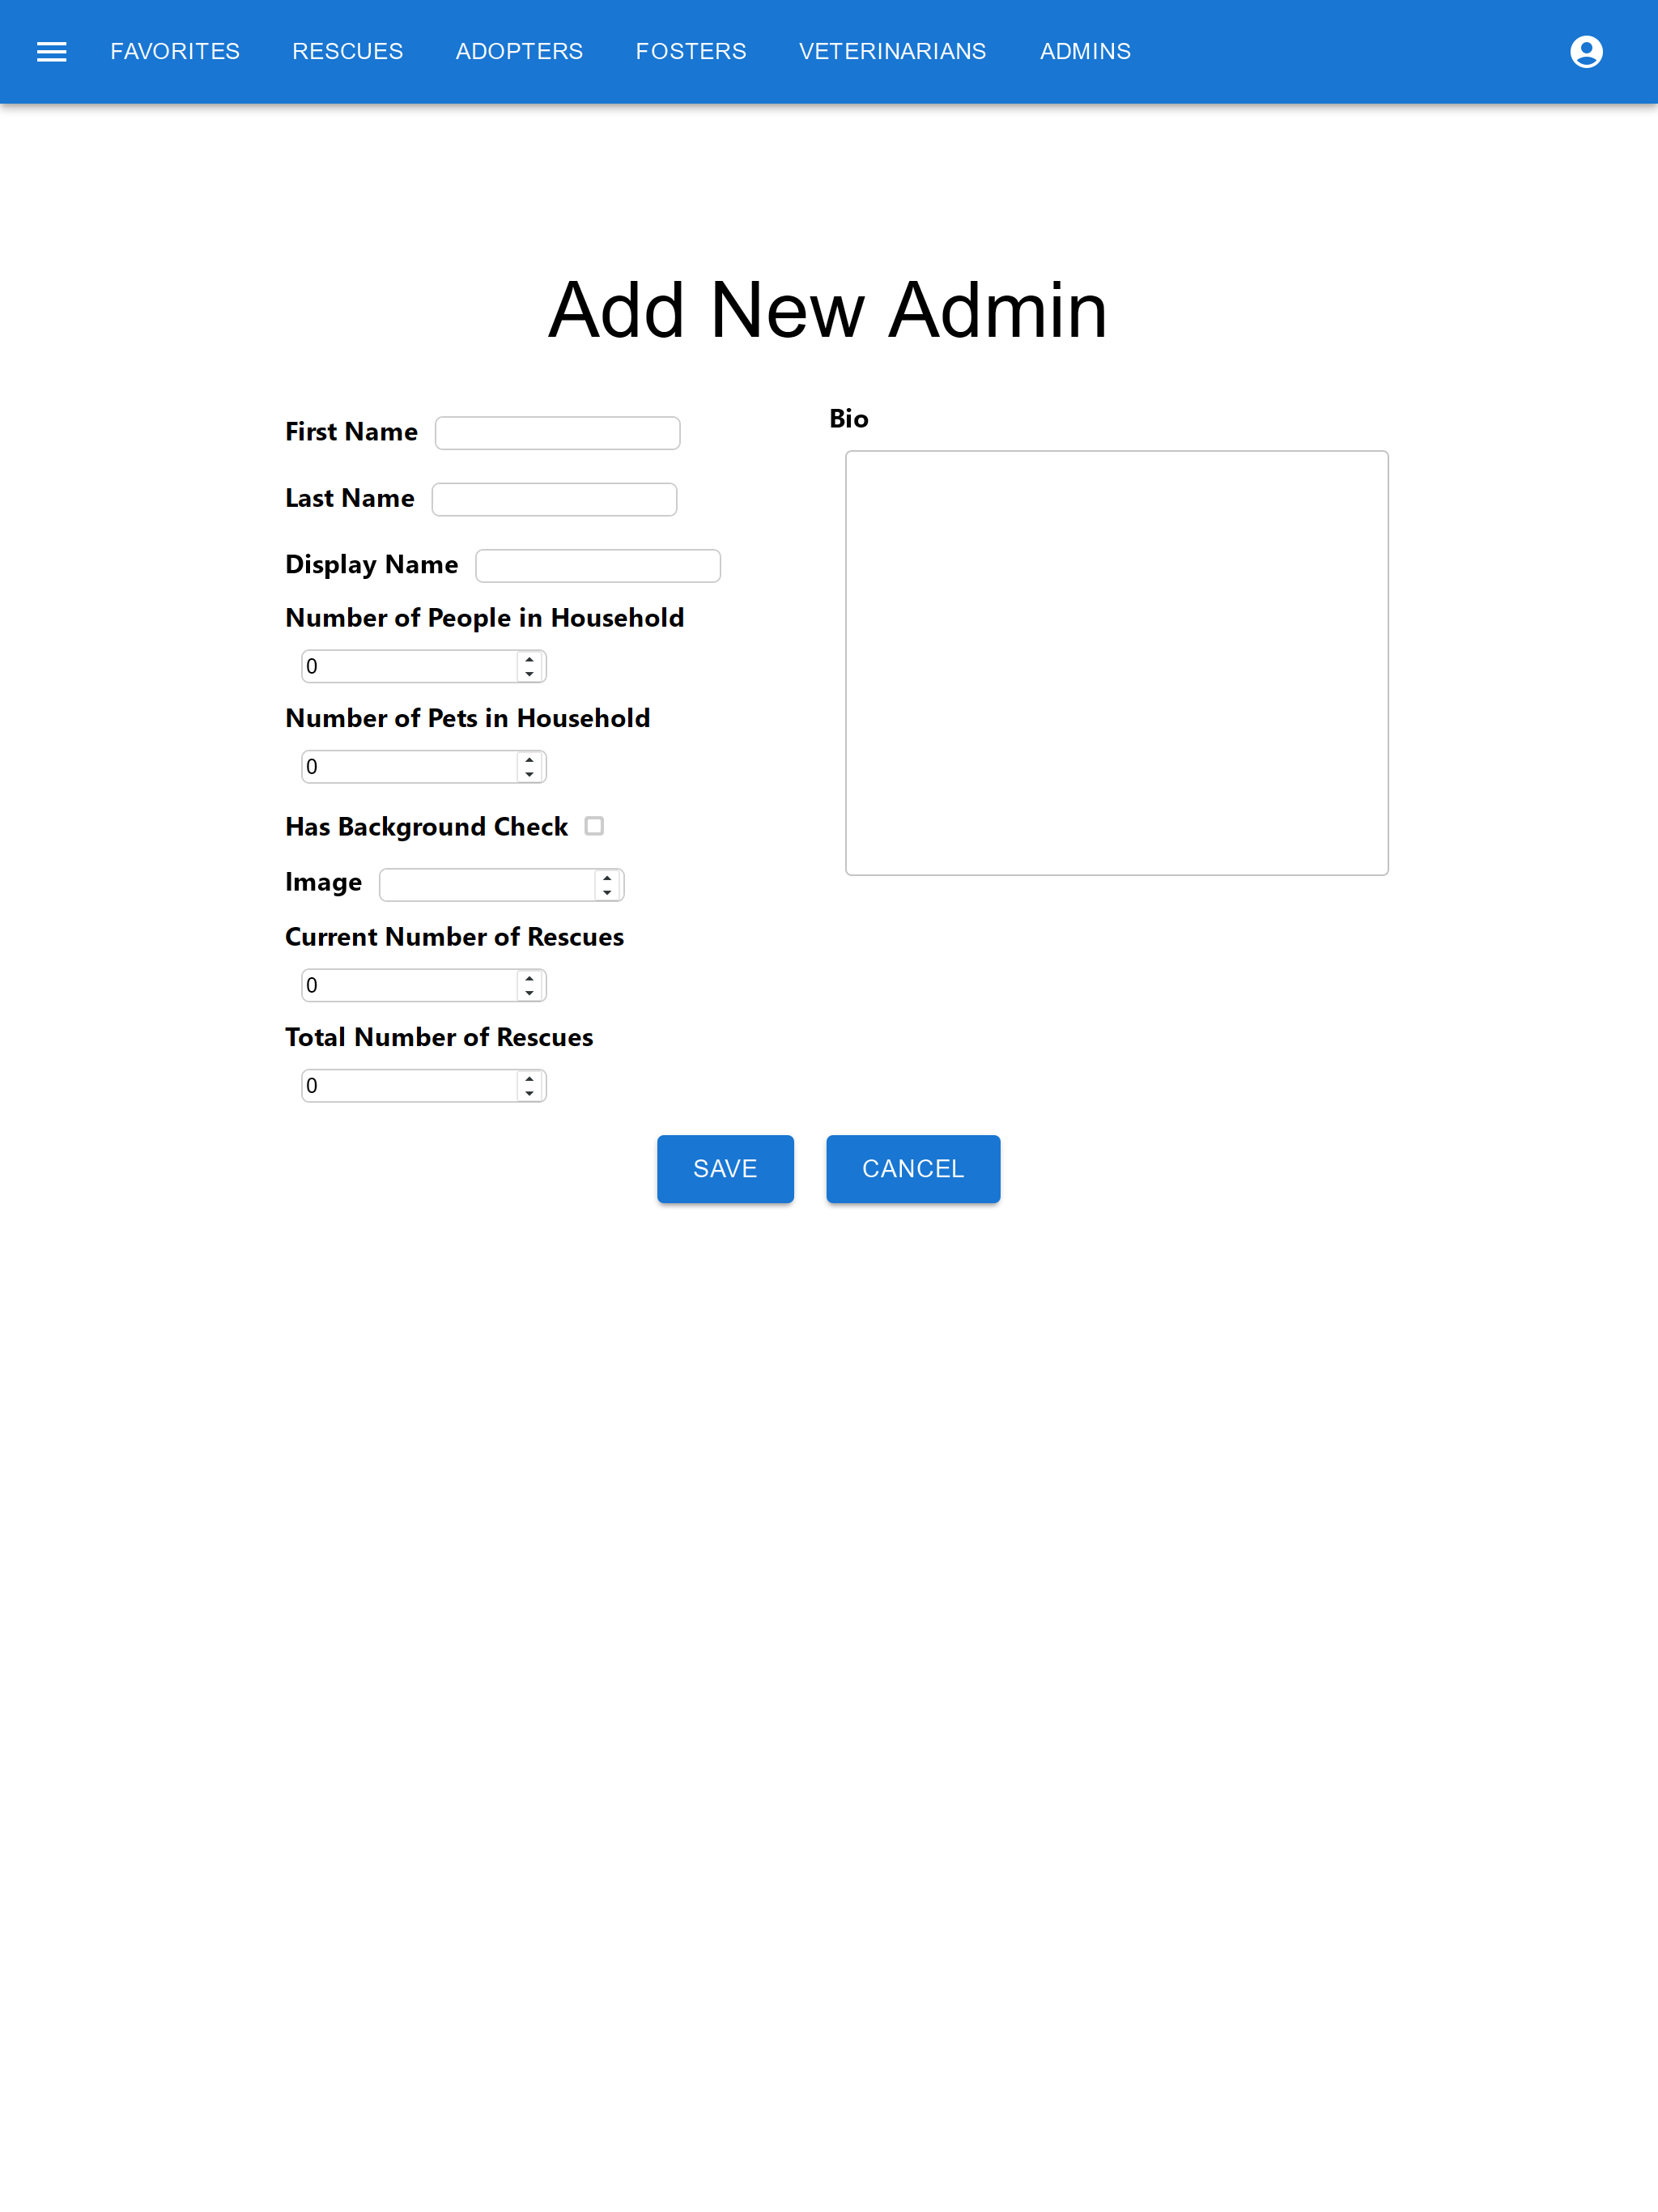 FAVORITES RESCUES ADOPTERS FOSTERS VETERINARIANS ADMINS
Add New Admin
First Name
Last Name
Display Name
Number of People in Household
0
Number of Pets in Household
0
Has Background Check
Image
Current Number of Rescues
0
Total Number of Rescues
0
Bio
SAVE CANCEL